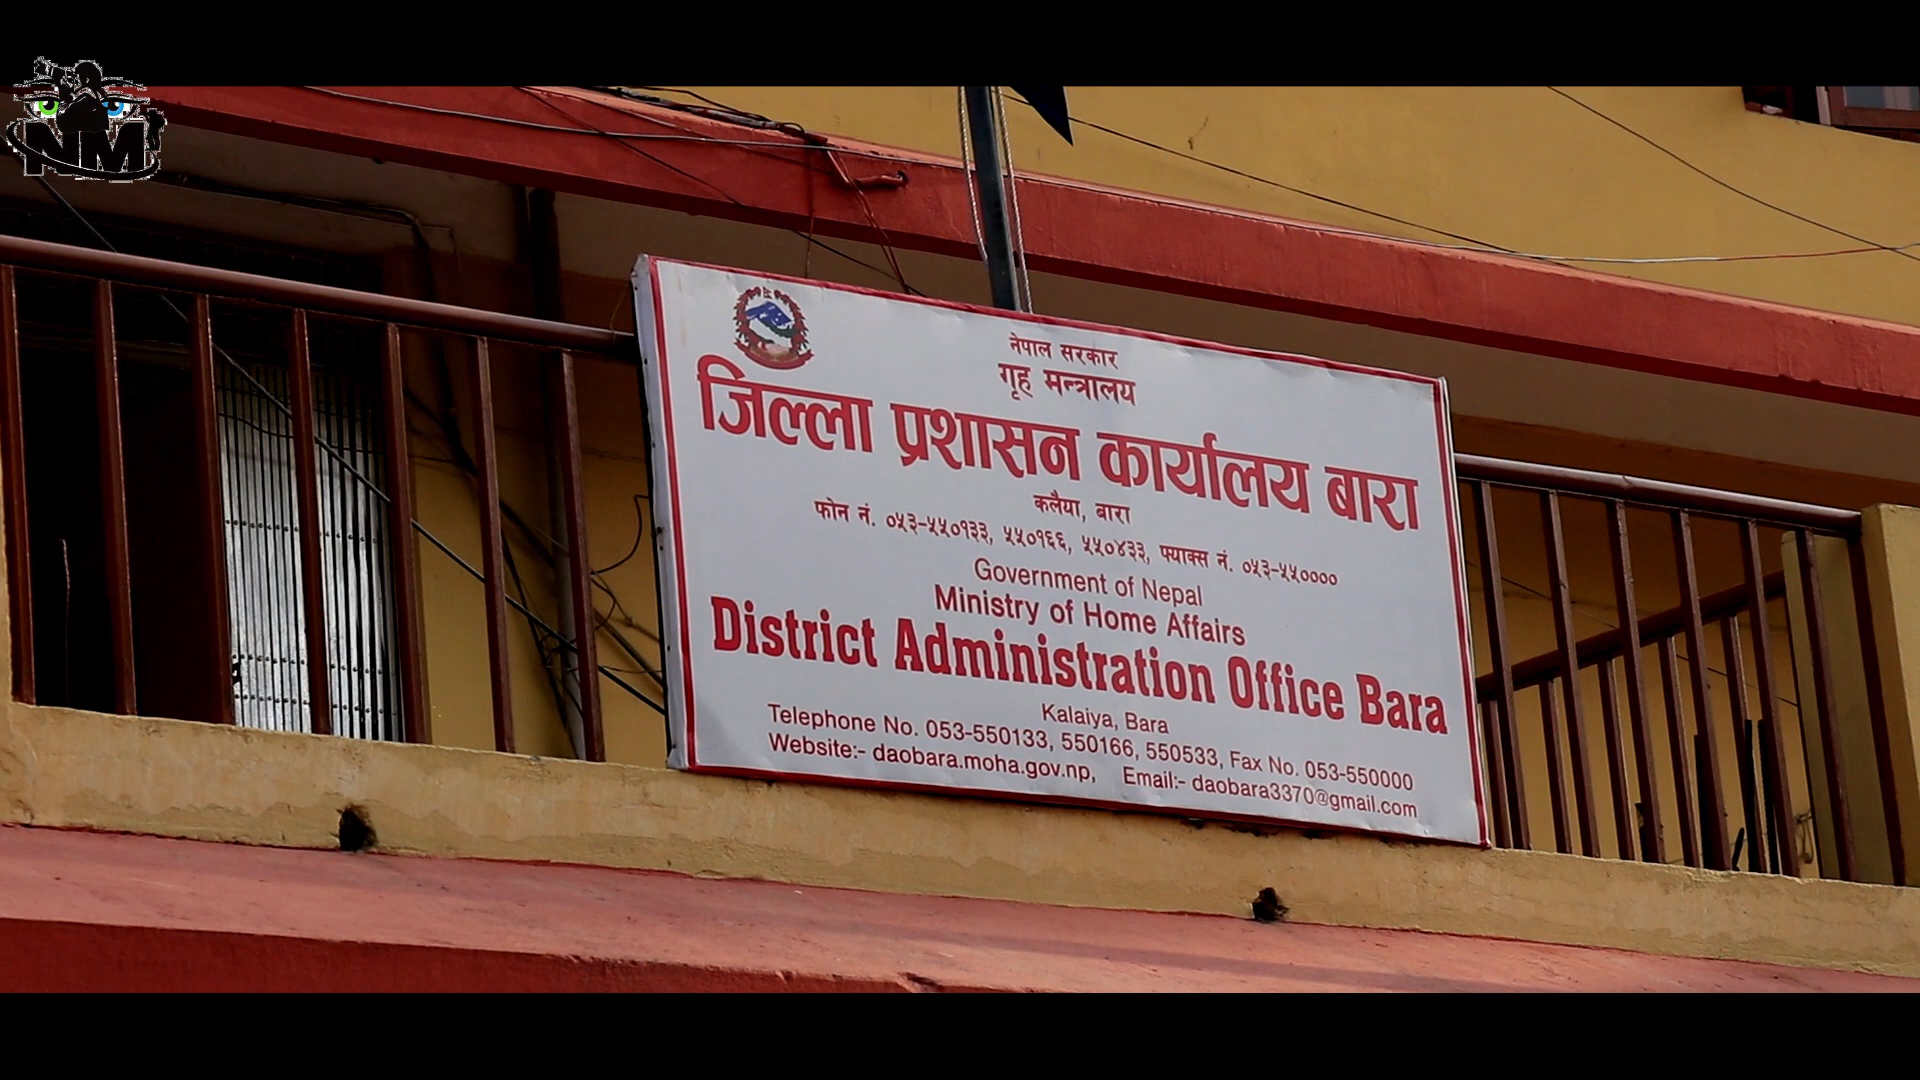 NM
नेपाल सरकार
गृह मन्त्रालय
जिल्ला प्रशासन कार्यालय बारा
कलैया, बारा
फोन नं. ०५३-५५०१३३, ५५०१६६, ५५०४३३, फ्याक्स नं. ०५३-५५००००
Government of Nepal
Ministry of Home Affairs
District Administration Office Bara
Kalaiya, Bara
Telephone No. 053-550133, 550166, 550533, Fax No. 053-550000
Website:- daobara.moha.gov.np, Email:- daobara3370@gmail.com